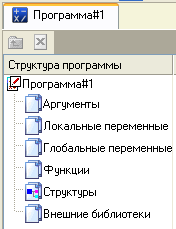 Программа#1
Структура программы
Программа#1
Аргументы
Локальные переменные
Глобальные переменные
Функции
Структуры
Внешние библиотеки